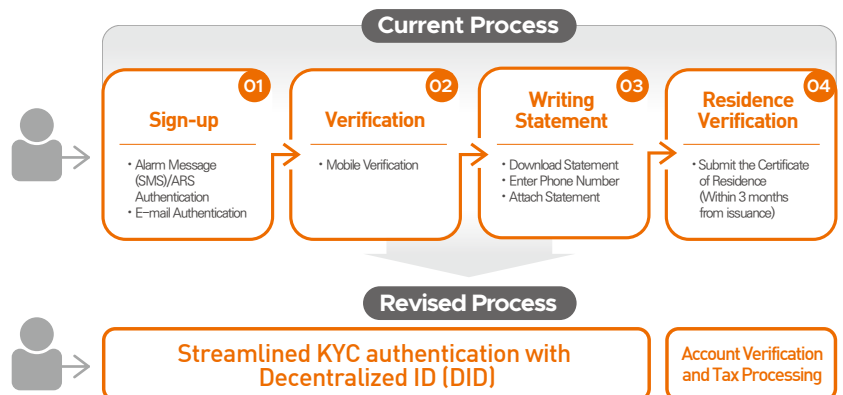 Current Process
01
Sign-up
• Alarm Message
(SMS)/ARS
Authentication
• E-mail Authentication
02
Verification
• Mobile Verification
03
Writing
Statement
• Download Statement
• Enter Phone Number
• Attach Statement
04
Residence
Verification
• Submit the Certificate
of Residence
(Within 3 months
from issuance)
Revised Process
Streamlined KYC authentication with
Decentralized ID (DID)
Account Verification
and Tax Processing